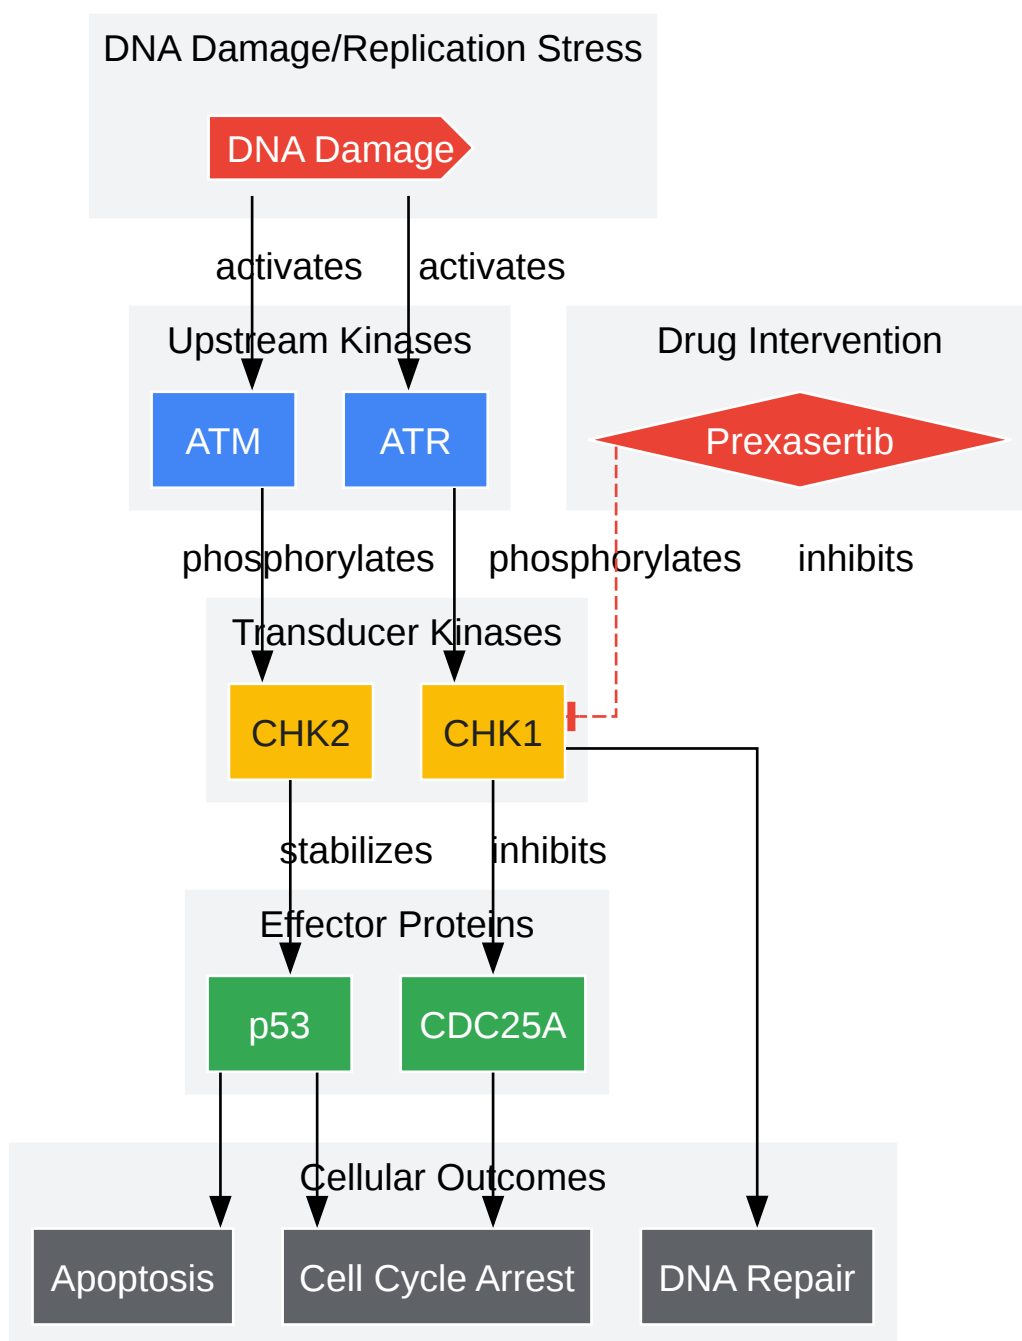 DNA Damage/Replication Stress
DNA Damage
activates
activates
Upstream Kinases
Drug Intervention
ATM
ATR
Prexasertib
phosphorylates
phosphorylates
inhibits
Transducer Kinases
CHK2
CHK1
stabilizes
inhibits
Effector Proteins
p53
CDC25A
Cellular Outcomes
Apoptosis
Cell Cycle Arrest
DNA Repair